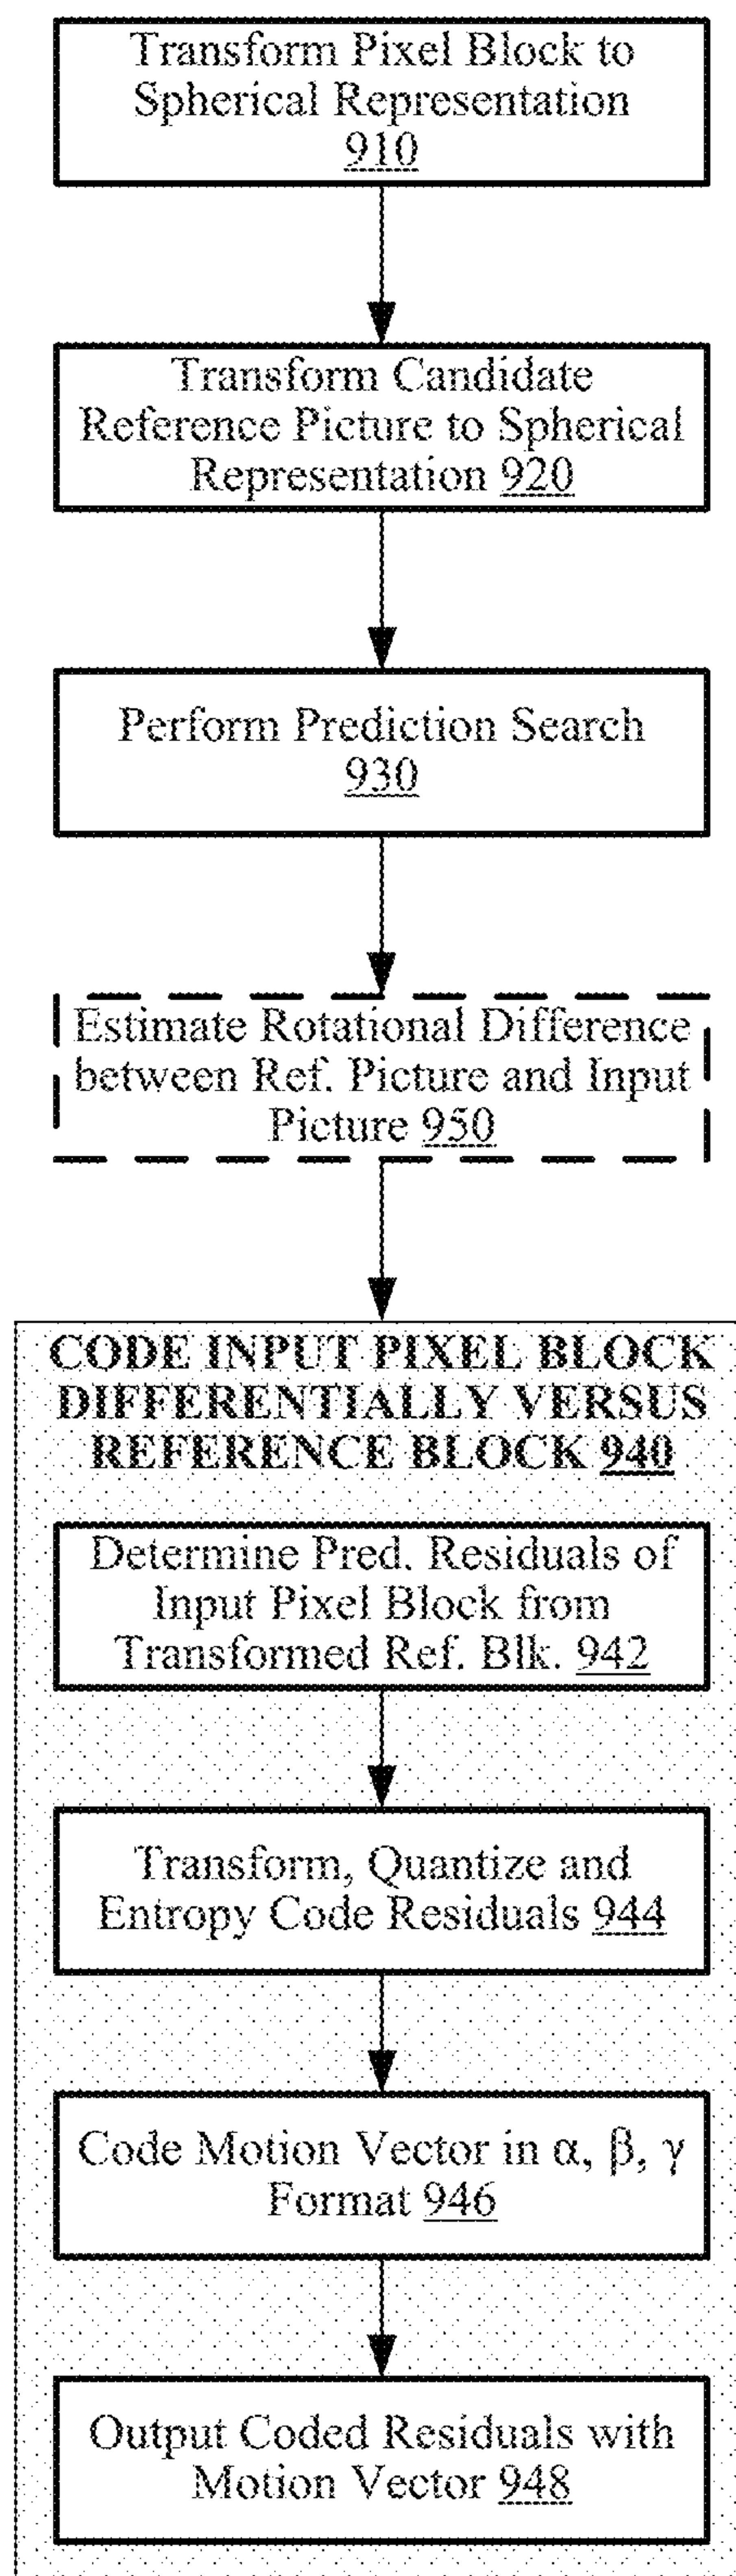 Transform Pixel Block to
Spherical Representation
910
Transform Candidate
Reference Picture to Spherical
Representation 920
Perform Prediction Search
930
Estimate Rotational Difference
between Ref. Picture and Input
Picture 950
CODE INPUT PIXEL BLOCK
DIFFERENTIALLY VERSUS
REFERENCE BLOCK 940
Determine Pred. Residuals of
Input Pixel Block from
Transformed Ref. Blk. 942
Transform, Quantize and
Entropy Code Residuals 944
Code Motion Vector in α, β, γ
Format 946
Output Coded Residuals with
Motion Vector 948